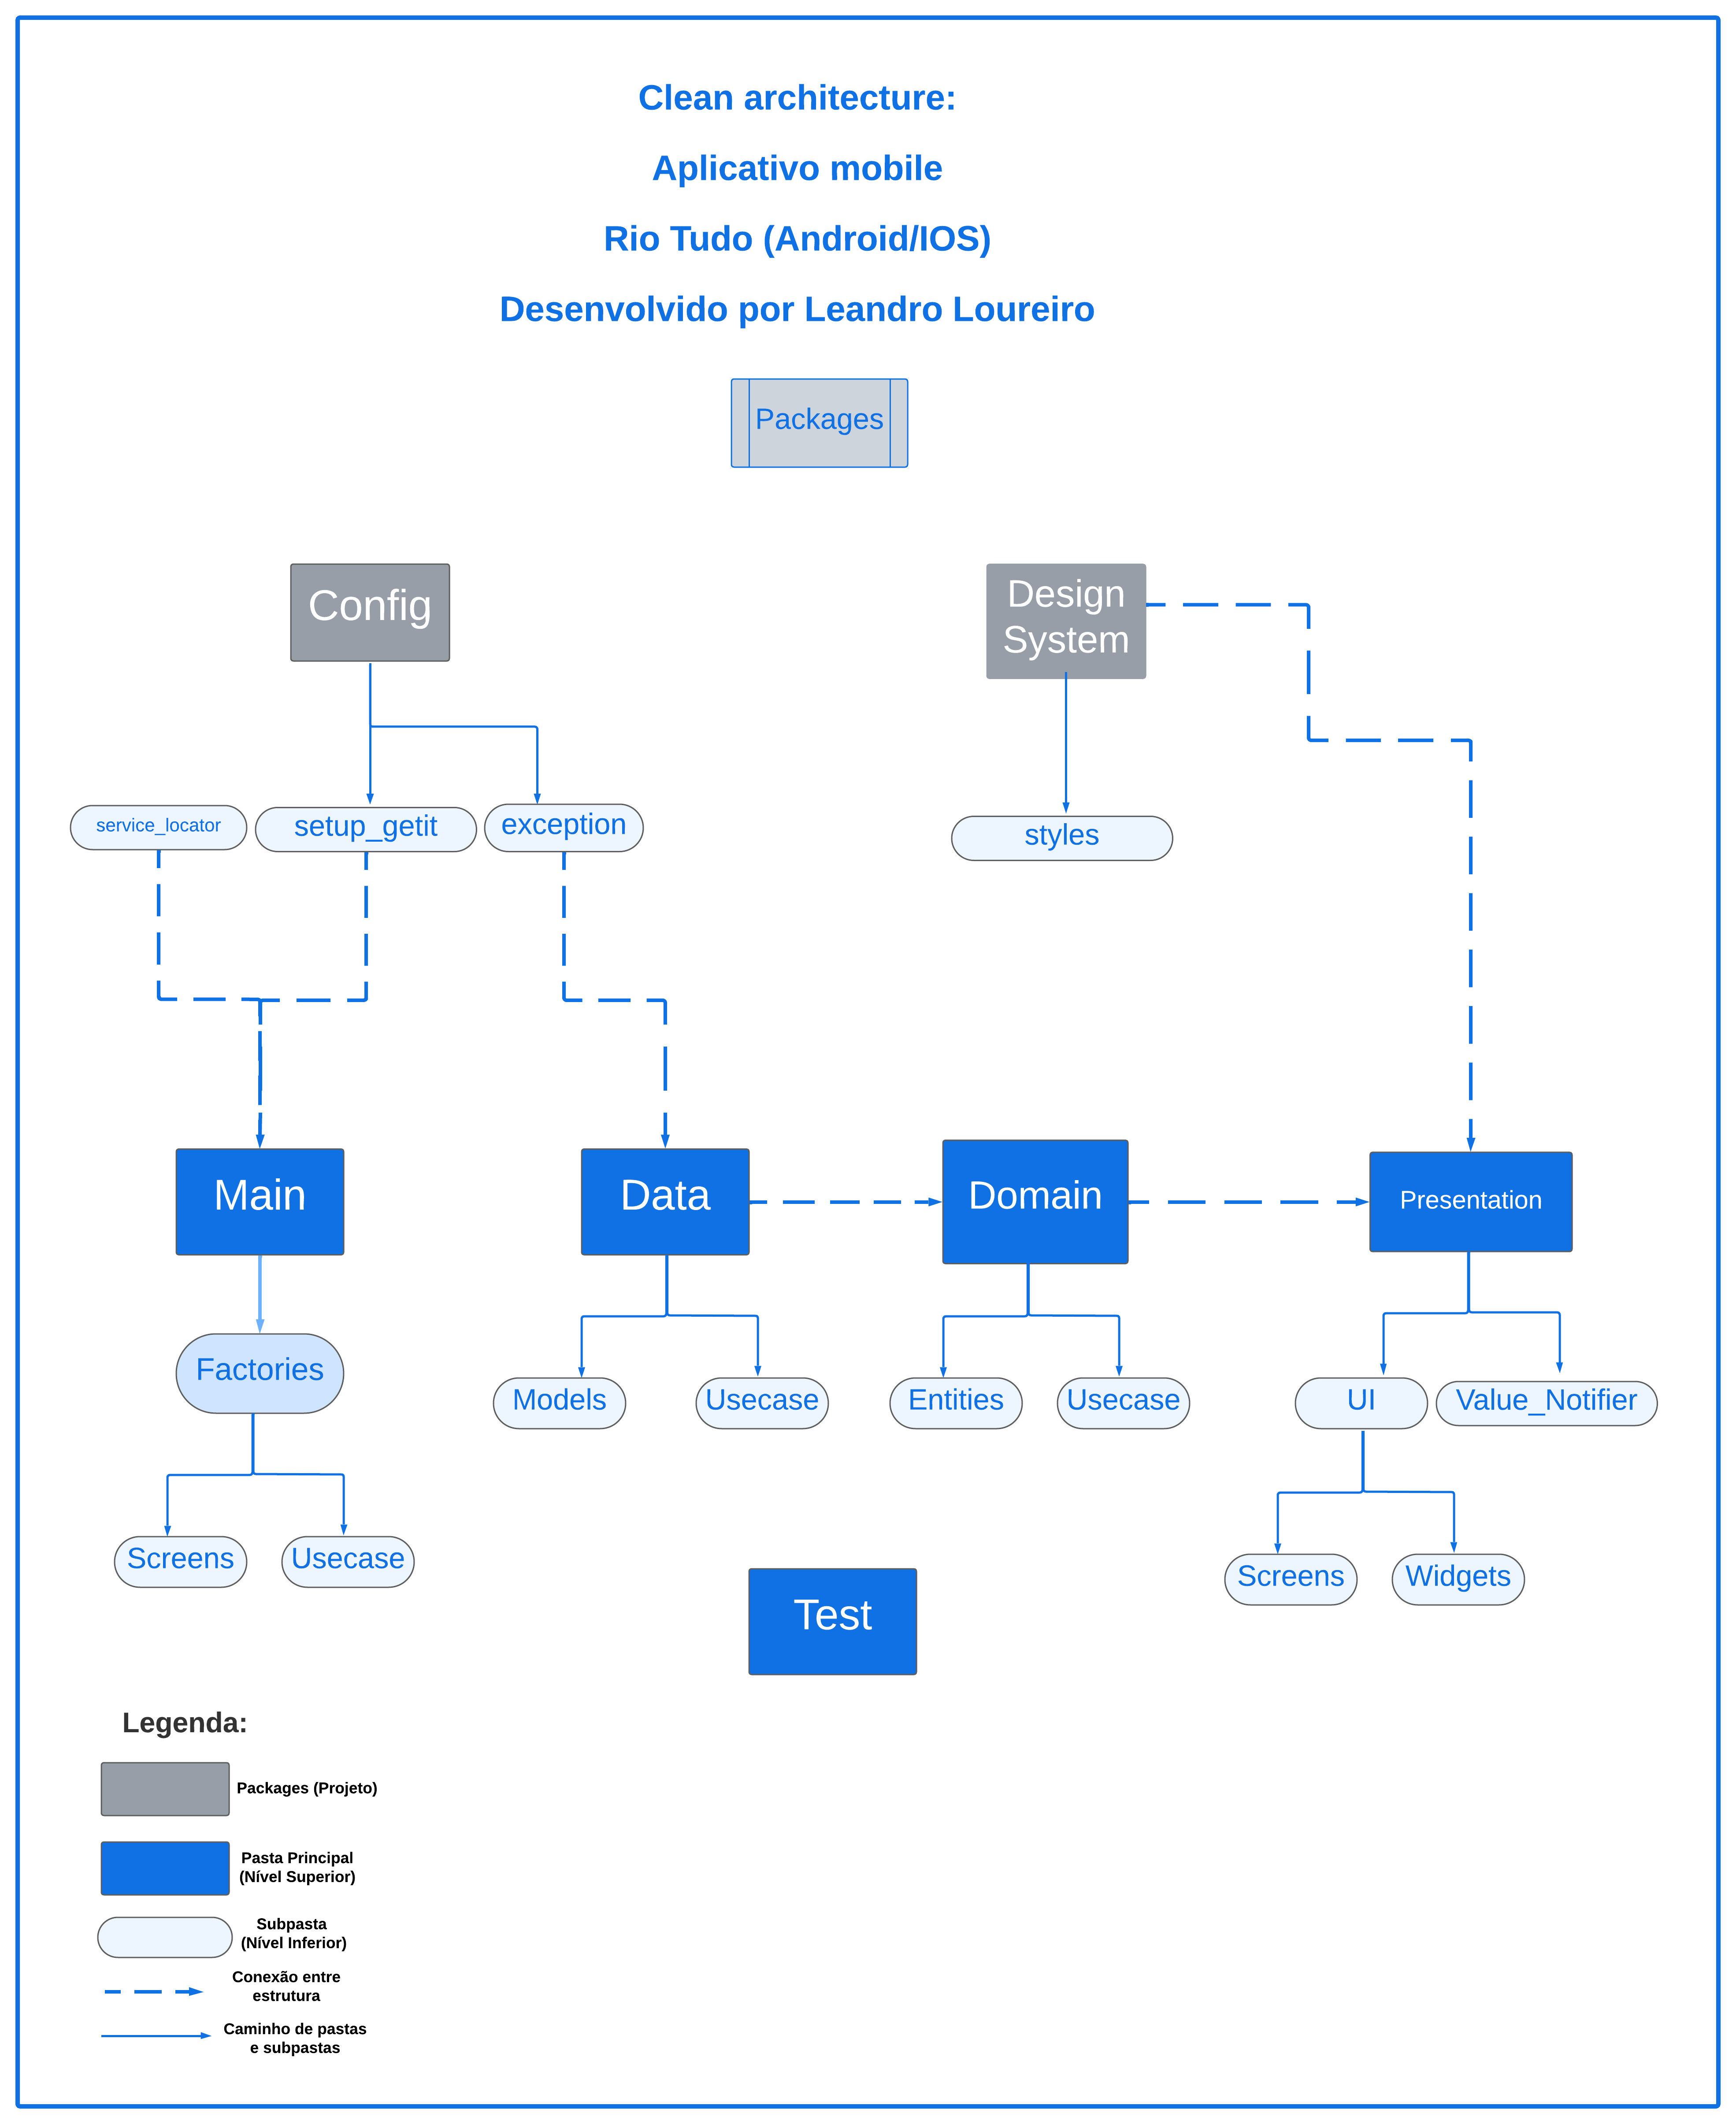 Clean architecture:
Aplicativo mobile
Rio Tudo (Android/IOS)
Desenvolvido por Leandro Loureiro
Packages
Config
Design
System
service_locator
setup_getit
exception
styles
Main
Data
Domain
Presentation
Factories
Models
Usecase
Entities
Usecase
UI
Value_Notifier
Screens
Usecase
Screens
Widgets
Test
Legenda:
Packages (Projeto)
Pasta Principal
(Nível Superior)
Subpasta
(Nível Inferior)
Conexão entre
estrutura
Caminho de pastas
e subpastas